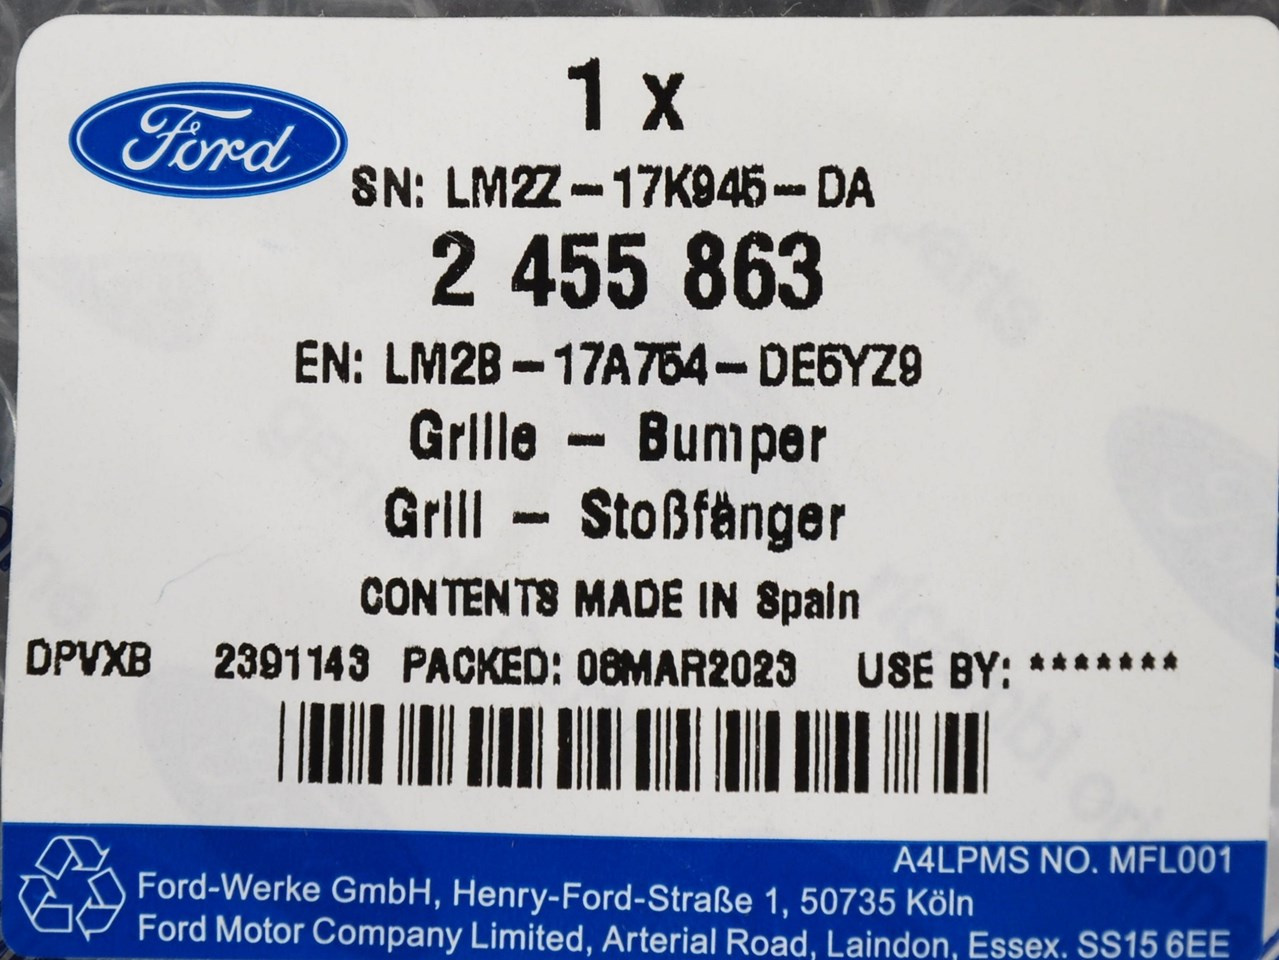 1 x
Ford
SN: LM2Z-17K945-DA
2 455 863
EN: LM2B-17A754-DE5YZ9
Grille - Bumper
Grill - Stoßfänger
CONTENTS MADE IN Spain
DPVXB 2391143 PACKED: 08MAR2023 USE BY: *******
A4LPMS NO. MFL001
Ford-Werke GmbH, Henry-Ford-Straße 1, 50735 Köln
Ford Motor Company Limited, Arterial Road, Laindon, Essex. SS15 6EE